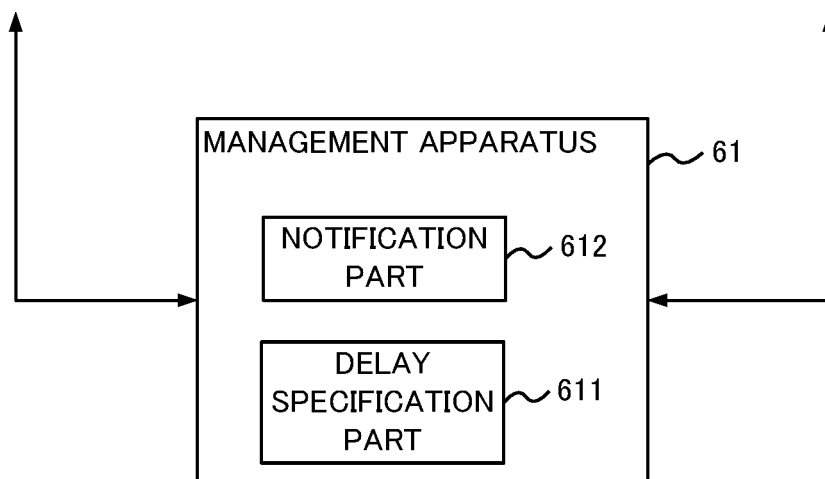 MANAGEMENT APPARATUS
61
NOTIFICATION
PART
612
DELAY
SPECIFICATION
PART
611